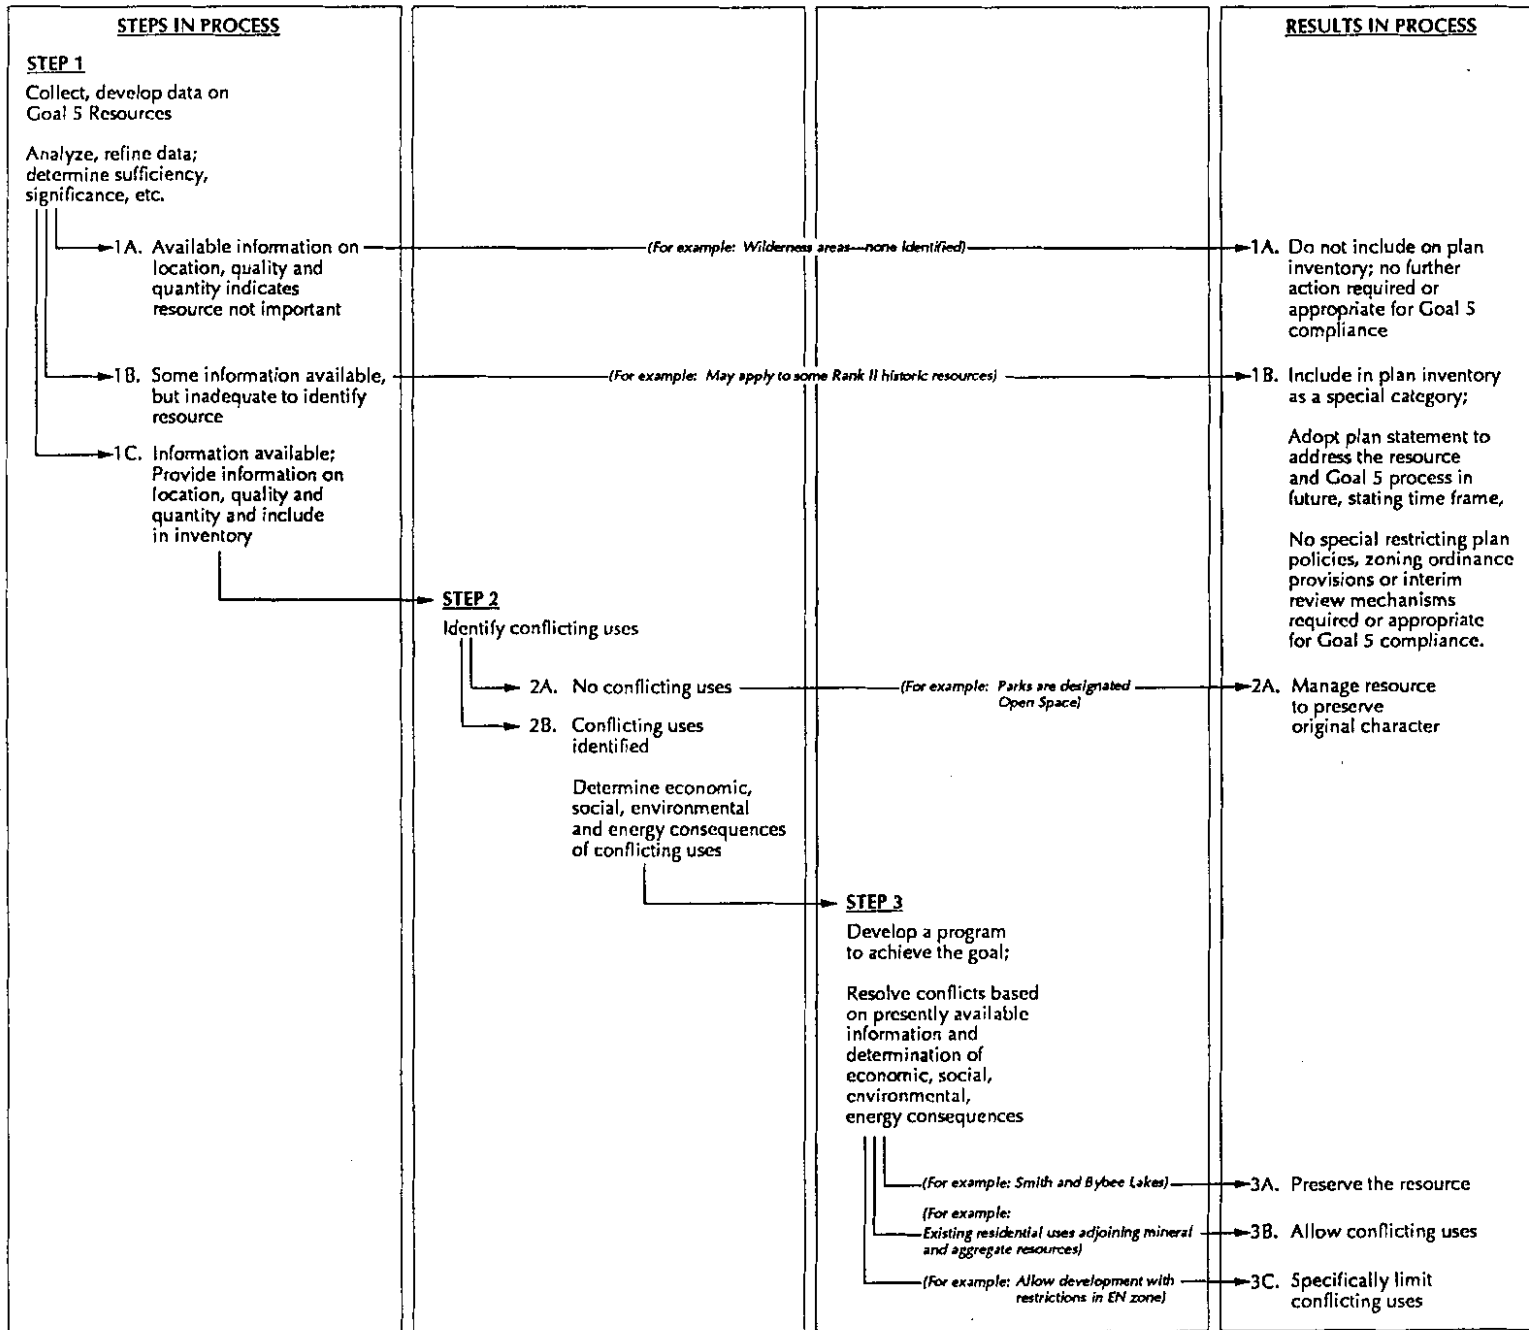 STEPS IN PROCESS
RESULTS IN PROCESS
STEP 1
Collect, develop data on
Goal 5 Resources
Analyze, refine data;
determine sufficiency,
significance, etc.
1A. Available information on
location, quality and
quantity indicates
resource not important
(For example: Wilderness areas—none identified)
1A. Do not include on plan
inventory; no further
action required or
appropriate for Goal 5
compliance
1B. Some information available,
but inadequate to identify
resource
(For example: May apply to some Rank II historic resources)
1B. Include in plan inventory
as a special category;
Adopt plan statement to
address the resource
and Goal 5 process in
future, stating time frame,
No special restricting plan
policies, zoning ordinance
provisions or interim
review mechanisms
required or appropriate
for Goal 5 compliance.
1C. Information available;
Provide information on
location, quality and
quantity and include
in inventory
STEP 2
Identify conflicting uses
2A. No conflicting uses
(For example: Parks are designated
Open Space)
2A. Manage resource
to preserve
original character
2B. Conflicting uses
identified
Determine economic,
social, environmental
and energy consequences
of conflicting uses
STEP 3
Develop a program
to achieve the goal;
Resolve conflicts based
on presently available
information and
determination of
economic, social,
environmental,
energy consequences
(For example: Smith and Bybee Lakes)
3A. Preserve the resource
(For example:
Existing residential uses adjoining mineral
and aggregate resources)
3B. Allow conflicting uses
(For example: Allow development with
restrictions in EN zone)
3C. Specifically limit
conflicting uses